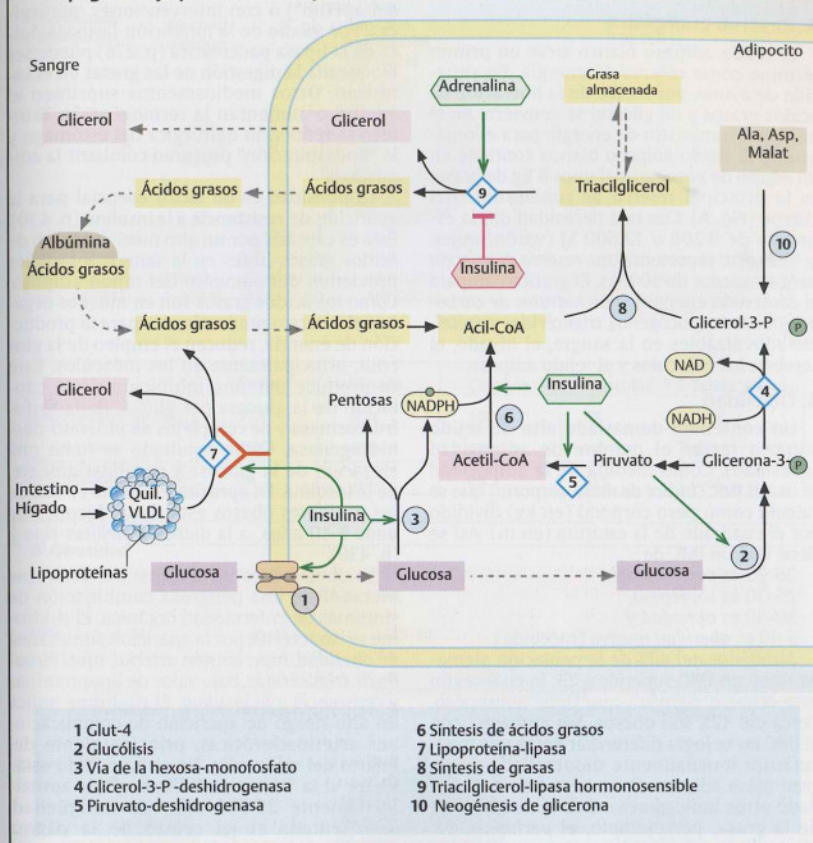 Sangre
Adipocito
Adrenalina
Grasa
almacenada
Glicerol
Glicerol
Ala, Asp,
Malat
Ácidos grasos
Ácidos grasos
9
Triacilglicerol
Albúmina
Ácidos grasos
Insulina
10
8
Ácidos grasos
Ácidos grasos
Acil-CoA
Glicerol-3-P
P
NAD
Glicerol
Pentosas
NADPH
Insulina
4
6
NADH
7
Acetil-CoA
5
Piruvato
Glicerona-3-
P
Intestino
Hígado
Quil.
VLDL
Insulina
3
2
Lipoproteínas
Glucosa
Glucosa
Glucosa
1
1 Glut-4
2 Glucólisis
3 Vía de la hexosa-monofosfato
4 Glicerol-3-P -deshidrogenasa
5 Piruvato-deshidrogenasa
6 Síntesis de ácidos grasos
7 Lipoproteína-lipasa
8 Síntesis de grasas
9 Triacilglicerol-lipasa hormonosensible
10 Neogénesis de glicerona